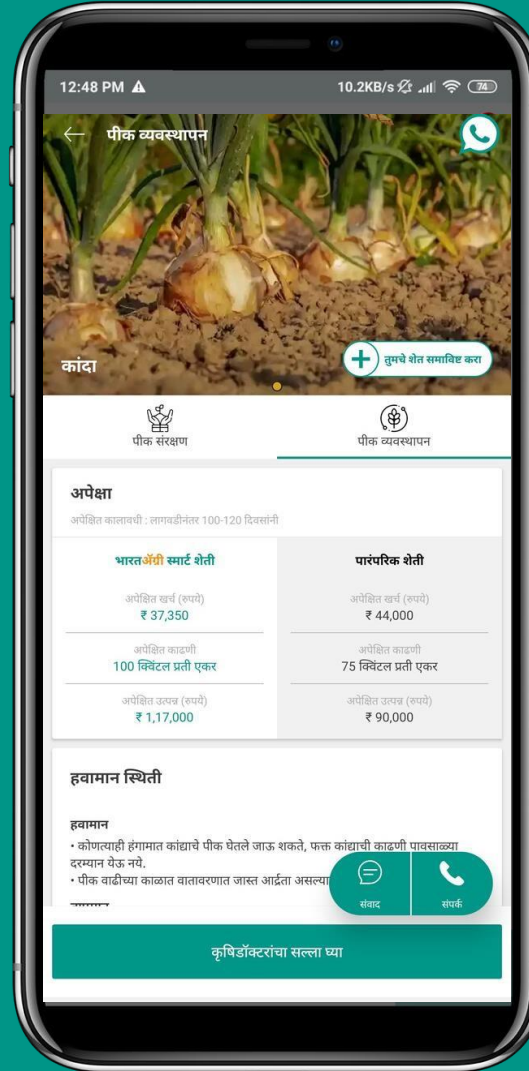 12:48 PM
10.2KB/s 74
पीक व्यवस्थापन
कांदा
तुमचे शेत समाविष्ट करा
पीक संरक्षण
पीक व्यवस्थापन
अपेक्षा
अपेक्षित कालावधी : लागवडीनंतर 100-120 दिवसांनी
भारतॲग्री स्मार्ट शेती
पारंपरिक शेती
अपेक्षित खर्च (रुपये)
₹ 37,350
अपेक्षित खर्च (रुपये)
₹ 44,000
अपेक्षित काढणी
100 क्विंटल प्रती एकर
अपेक्षित काढणी
75 क्विंटल प्रती एकर
अपेक्षित उत्पन्न (रुपये)
₹ 1,17,000
अपेक्षित उत्पन्न (रुपये)
₹ 90,000
हवामान स्थिती
हवामान
• कोणत्याही हंगामात कांद्याचे पीक घेतले जाऊ शकते, फक्त कांद्याची काढणी पावसाळ्या
दरम्यान येऊ नये.
• पीक वाढीच्या काळात वातावरणात जास्त आर्द्रता असल्या
संवाद
संपर्क
कृषिडॉक्टरांचा सल्ला घ्या